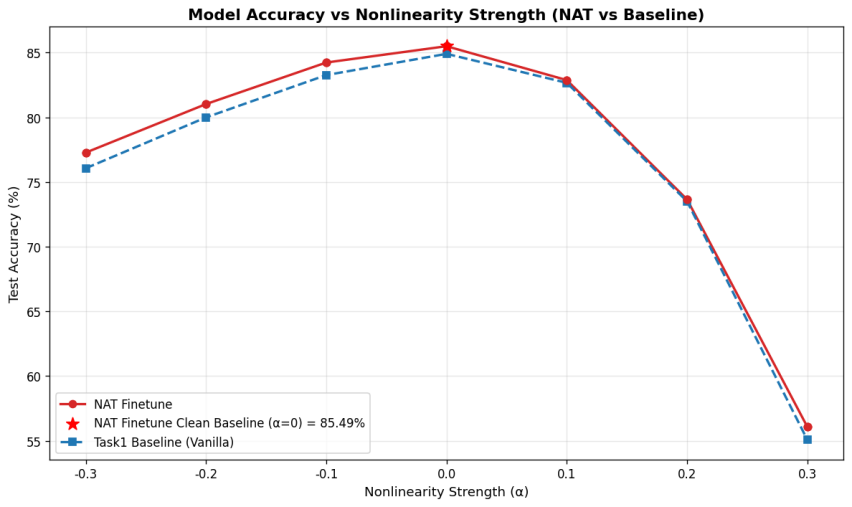 Model Accuracy vs Nonlinearity Strength (NAT vs Baseline)
Test Accuracy (%)
85
80
75
70
65
60
55
NAT Finetune
NAT Finetune Clean Baseline (α=0) = 85.49%
Task1 Baseline (Vanilla)
-0.3
-0.2
-0.1
0.0
0.1
0.2
0.3
Nonlinearity Strength (α)